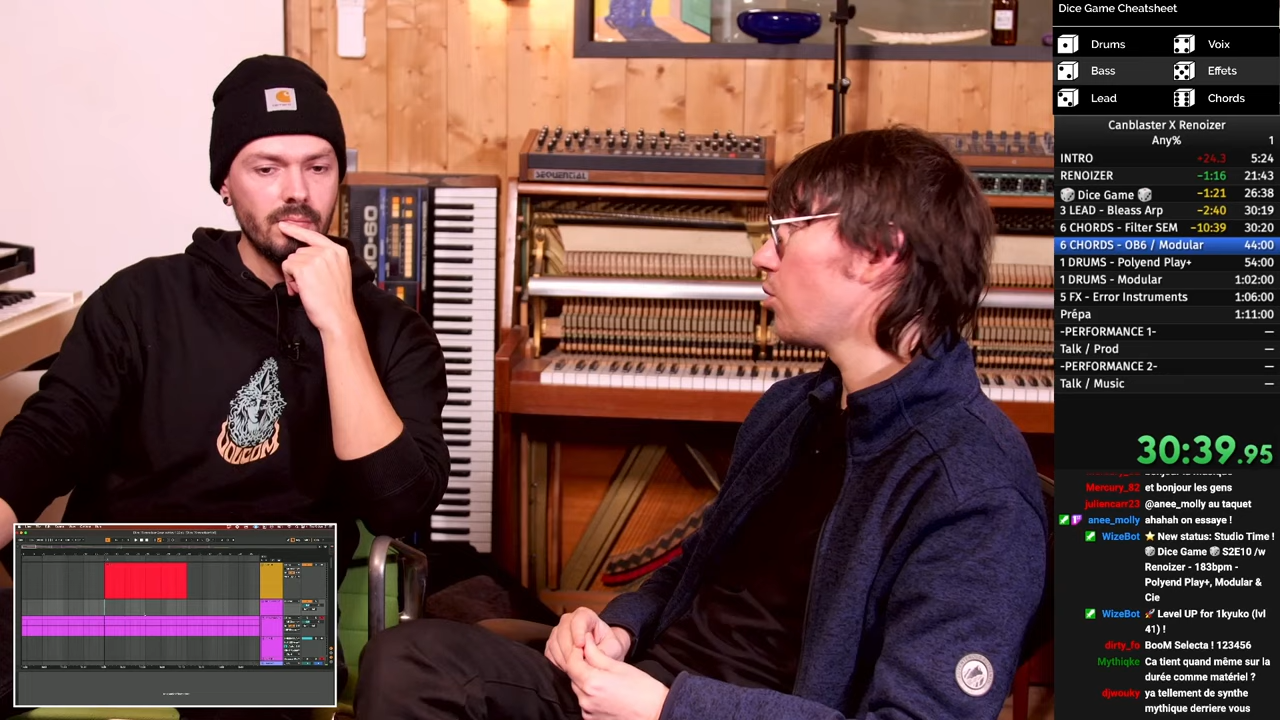 Dice Game Cheatsheet
Drums
Voix
Bass
Effets
Lead
Chords
Canblaster X Renoizer
Any% 1
INTRO +24.3 5:24
RENOIZER −1:16 21:43
Dice Game −1:21 26:38
3 LEAD - Bleass Arp −2:40 30:19
6 CHORDS - Filter SEM −10:39 30:20
6 CHORDS - OB6 / Modular 44:00
1 DRUMS - Polyend Play+ 54:00
1 DRUMS - Modular 1:02:00
5 FX - Error Instruments 1:06:00
Prépa 1:11:00
-PERFORMANCE 1- —
Talk / Prod —
-PERFORMANCE 2- —
Talk / Music —
30:39.95
Mercury_82 et bonjour les gens
juliencarr23 @anee_molly au taquet
anee_molly ahahah on essaye !
WizeBot ⭐ New status: Studio Time !
Dice Game 🎲 S2E10 /w
Renoizer - 183bpm -
Polyend Play+, Modular &
Cie
WizeBot 🚀 Level UP for 1kyuko (lvl
41) !
dirty_fo BooM Selecta ! 123456
Mythiqke Ca tient quand même sur la
durée comme matériel ?
djwouky ya tellement de synthe
mythique derriere vous
SEQUENTIAL
VOLCOM